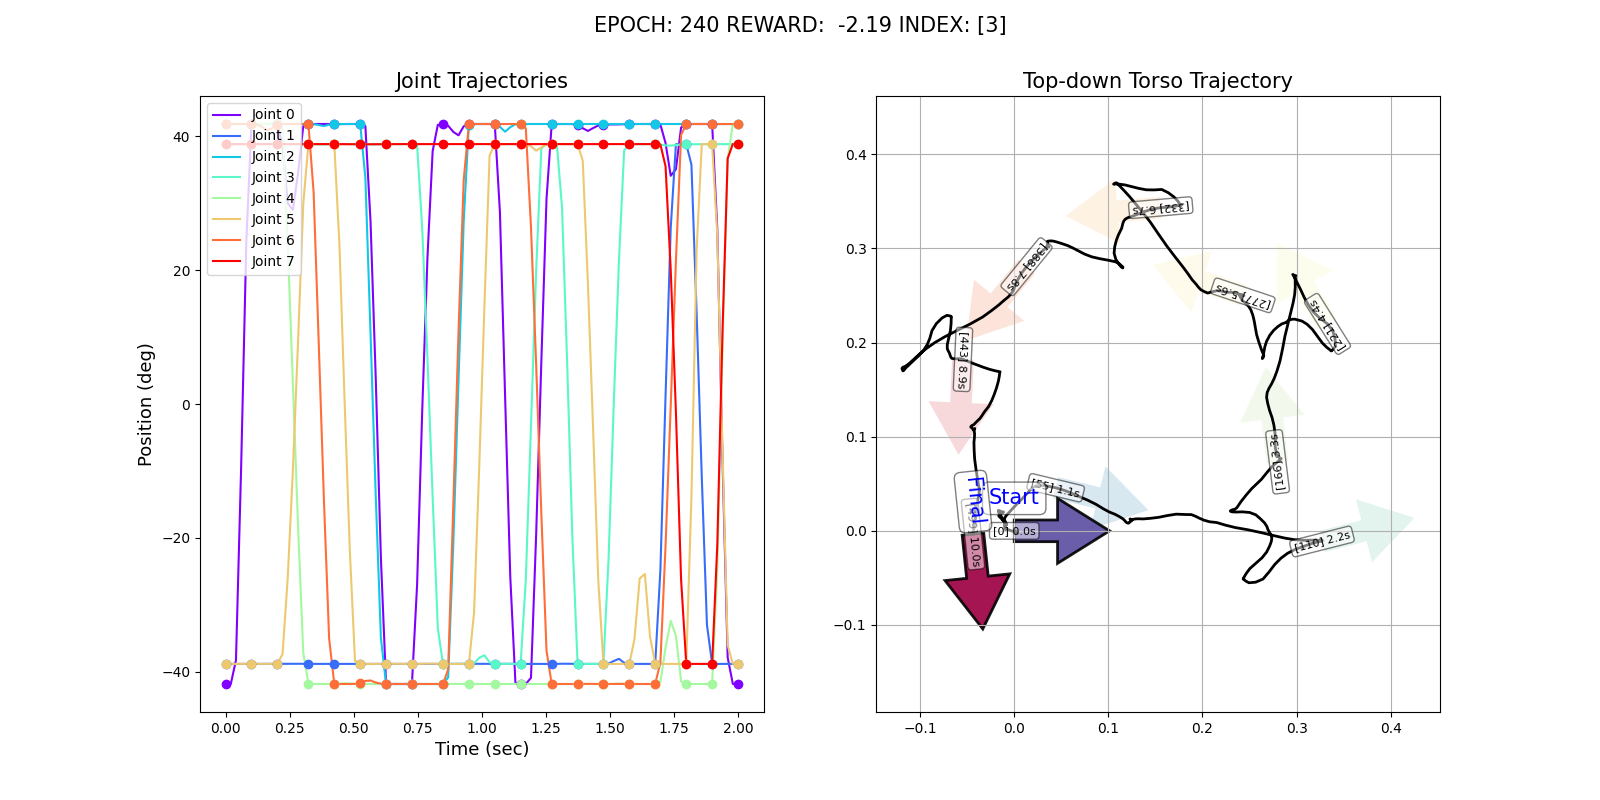 EPOCH: 240 REWARD:  -2.19 INDEX: [3]
Joint Trajectories
Position (deg)
40
20
0
−20
−40
Joint 0
Joint 1
Joint 2
Joint 3
Joint 4
Joint 5
Joint 6
Joint 7
0.00
0.25
0.50
0.75
1.00
1.25
1.50
1.75
2.00
Time (sec)
Top-down Torso Trajectory
0.4
0.3
0.2
0.1
0.0
−0.1
[332] 6.7s
[388] 7.8s
[277] 5.6s
[221] 4.4s
[443] 8.9s
[166] 3.3s
[55] 1.1s
Final
Start
[0] 0.0s
10.0s
[110] 2.2s
−0.1
0.0
0.1
0.2
0.3
0.4